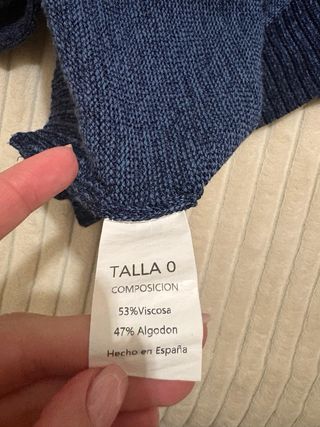 TALLA 0
COMPOSICION
53%Viscosa
47% Algodon
Hecho en España